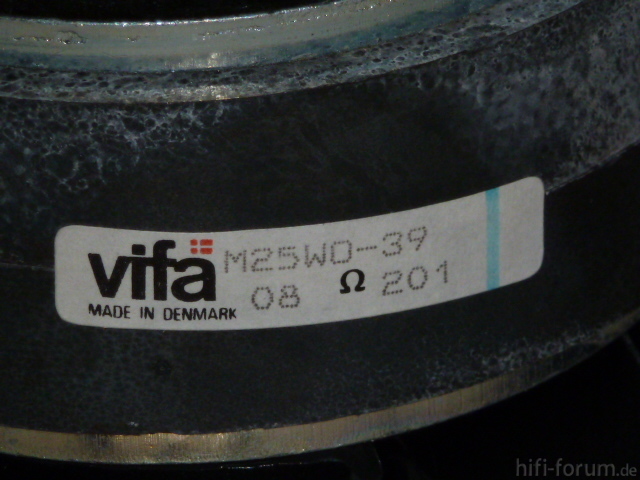 vifa M25WO-39
08 Ω 201
MADE IN DENMARK
hifi-forum.de